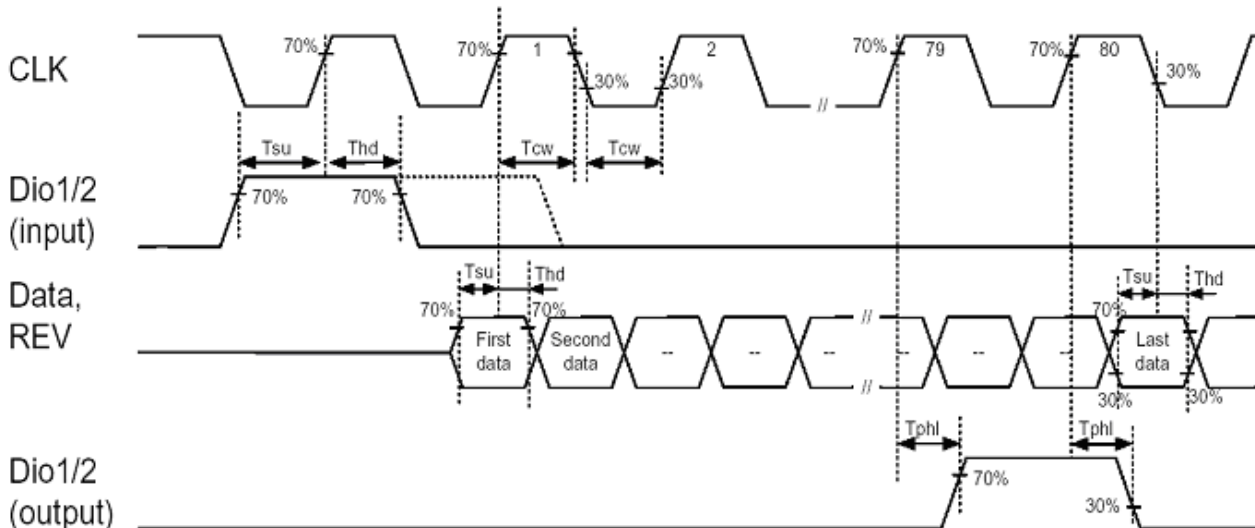 CLK
70%
70%
1
30%
30%
2
//
70%
79
70%
80
30%
Tsu
Thd
Tcw
Tcw
Dio1/2
(input)
70%
70%
Data,
REV
Tsu
Thd
70%
70%
First
data
Second
data
--
--
--
//
//
--
--
--
Tsu
Thd
70%
Last
data
30%
30%
Dio1/2
(output)
Tphl
Tphl
70%
30%